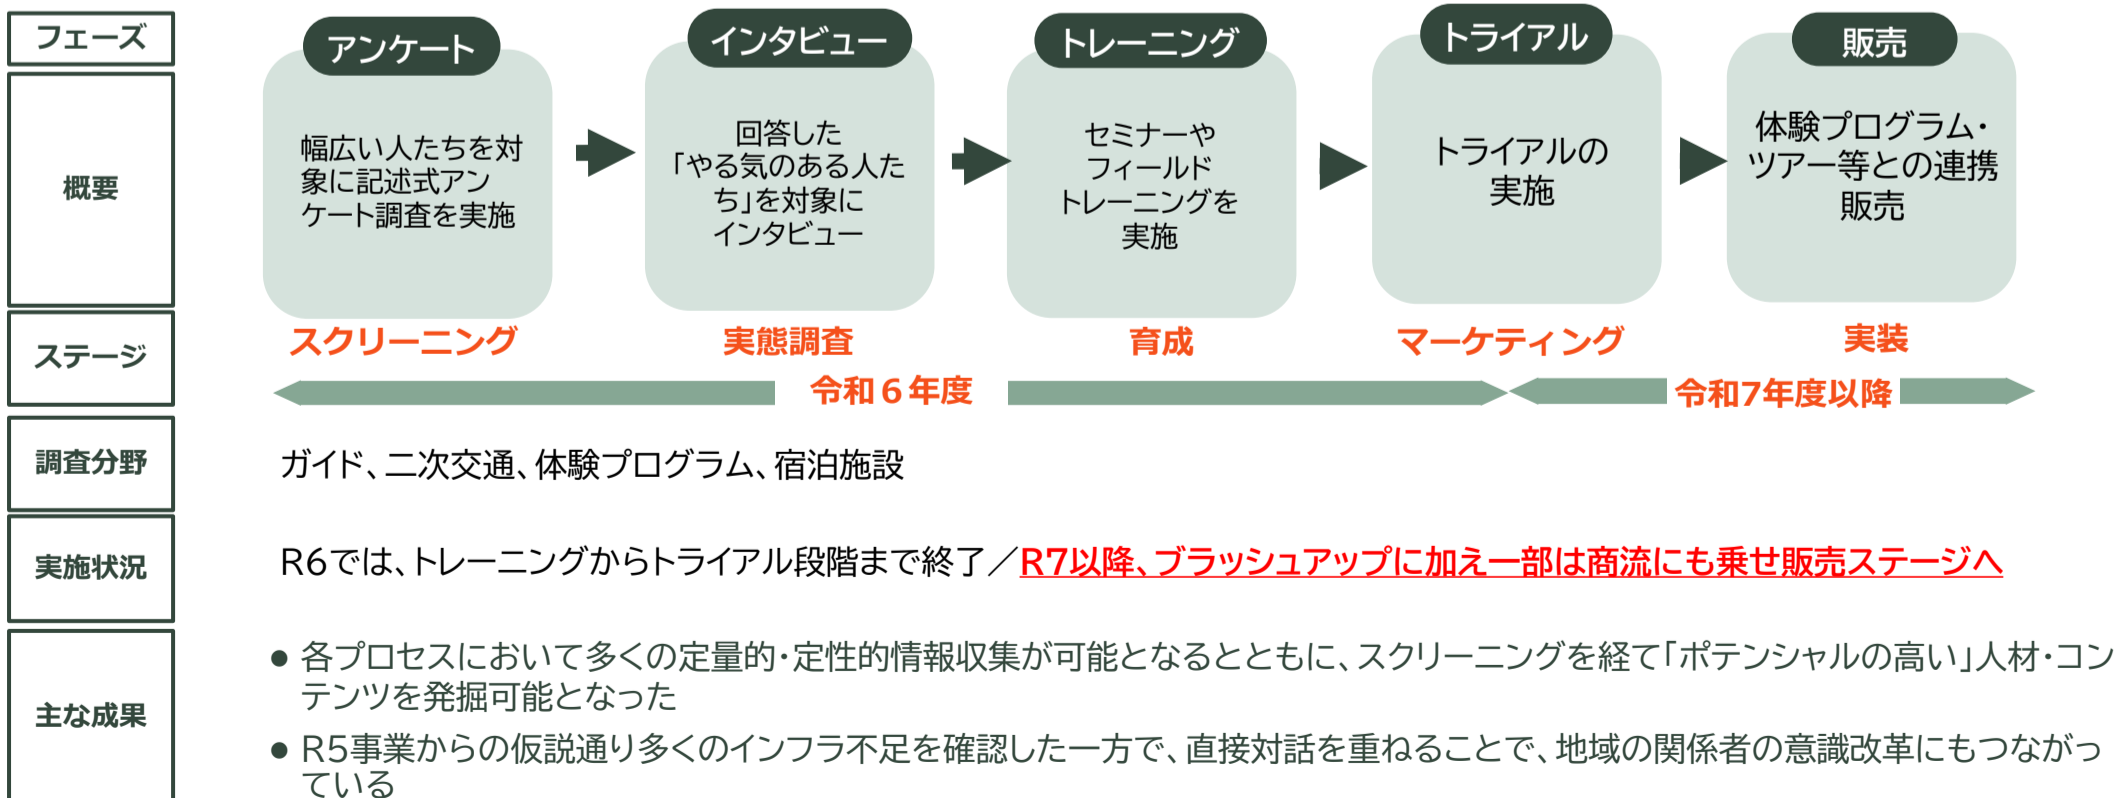 フェーズ
アンケート
インタビュー
トレーニング
トライアル
販売
概要
幅広い人たちを対
象に記述式アン
ケート調査を実施
回答した
「やる気のある人た
ち」を対象に
インタビュー
セミナーや
フィールド
トレーニングを
実施
トライアルの
実施
体験プログラム・
ツアー等との連携
販売
ステージ
スクリーニング
実態調査
育成
マーケティング
実装
令和６年度
令和7年度以降
調査分野
ガイド、二次交通、体験プログラム、宿泊施設
実施状況
R6では、トレーニングからトライアル段階まで終了／R7以降、ブラッシュアップに加え一部は商流にも乗せ販売ステージへ
主な成果
● 各プロセスにおいて多くの定量的・定性的情報収集が可能となるとともに、スクリーニングを経て「ポテンシャルの高い」人材・コン
テンツを発掘可能となった
● R5事業からの仮説通り多くのインフラ不足を確認した一方で、直接対話を重ねることで、地域の関係者の意識改革にもつながっ
ている